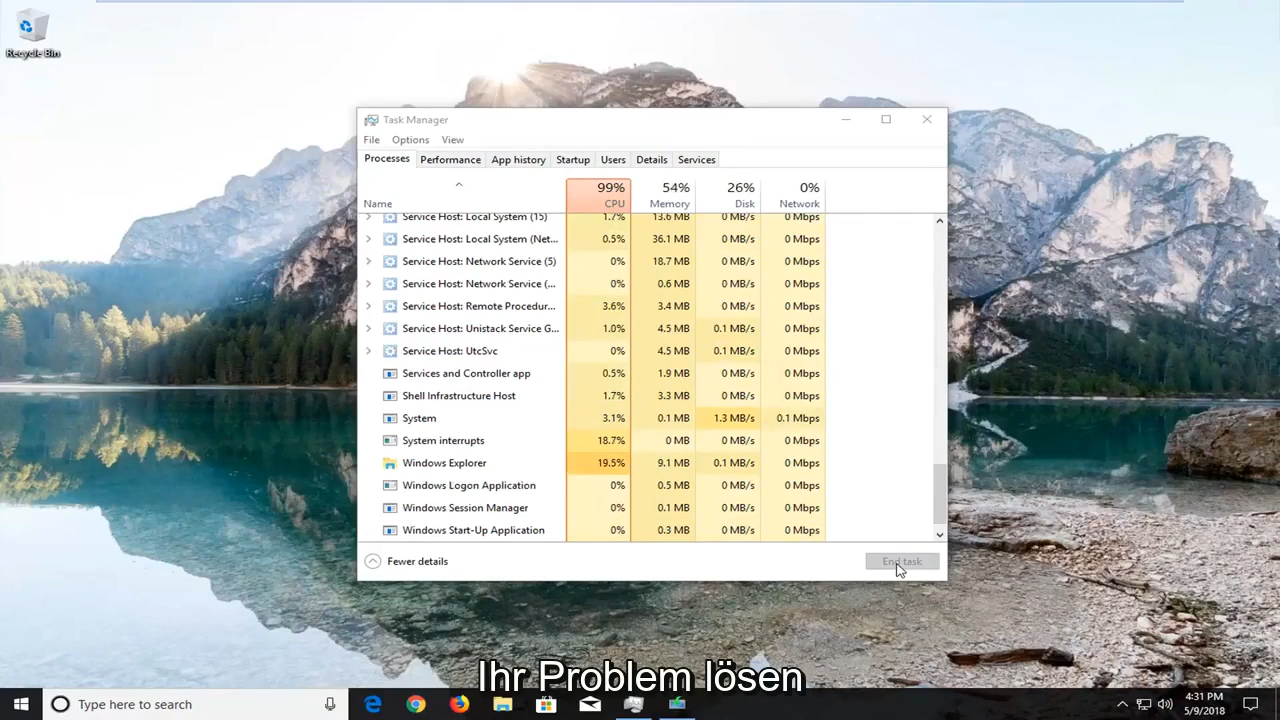 Recycle Bin
Task Manager
File Options View
Processes Performance App history Startup Users Details Services
99% 54% 26% 0%
Name CPU Memory Disk Network
Service Host: Local System (15) 1.7% 13.6 MB 0 MB/s 0 Mbps
Service Host: Local System (Net... 0.5% 36.1 MB 0 MB/s 0 Mbps
Service Host: Network Service (5) 0% 18.7 MB 0 MB/s 0 Mbps
Service Host: Network Service (... 0% 0.6 MB 0 MB/s 0 Mbps
Service Host: Remote Procedur... 3.6% 3.4 MB 0 MB/s 0 Mbps
Service Host: Unistack Service G... 1.0% 4.5 MB 0.1 MB/s 0 Mbps
Service Host: UtcSvc 0% 4.5 MB 0.1 MB/s 0 Mbps
Services and Controller app 0.5% 1.9 MB 0 MB/s 0 Mbps
Shell Infrastructure Host 1.7% 3.3 MB 0 MB/s 0 Mbps
System 3.1% 0.1 MB 1.3 MB/s 0.1 Mbps
System interrupts 18.7% 0 MB 0 MB/s 0 Mbps
Windows Explorer 19.5% 9.1 MB 0.1 MB/s 0 Mbps
Windows Logon Application 0% 0.5 MB 0 MB/s 0 Mbps
Windows Session Manager 0% 0.1 MB 0 MB/s 0 Mbps
Windows Start-Up Application 0% 0.3 MB 0 MB/s 0 Mbps
Fewer details End task
Ihr Problem lösen
Type here to search
4:31 PM
5/9/2018